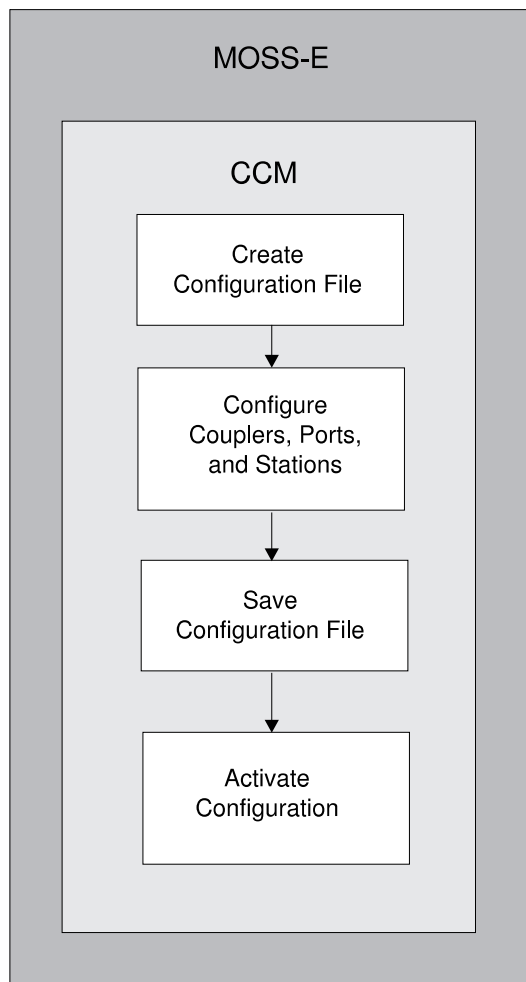 MOSS-E
CCM
Create
Configuration File
Configure
Couplers, Ports,
and Stations
Save
Configuration File
Activate
Configuration